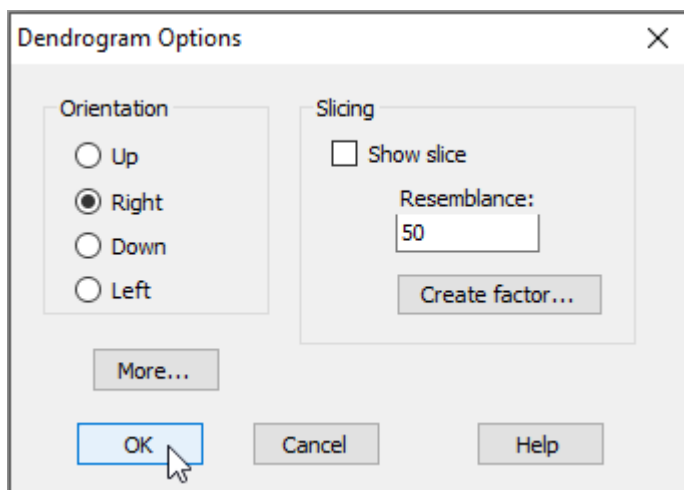 Dendrogram Options
Orientation
Up
Right
Down
Left
Slicing
Show slice
Resemblance:
50
Create factor...
More...
OK
Cancel
Help